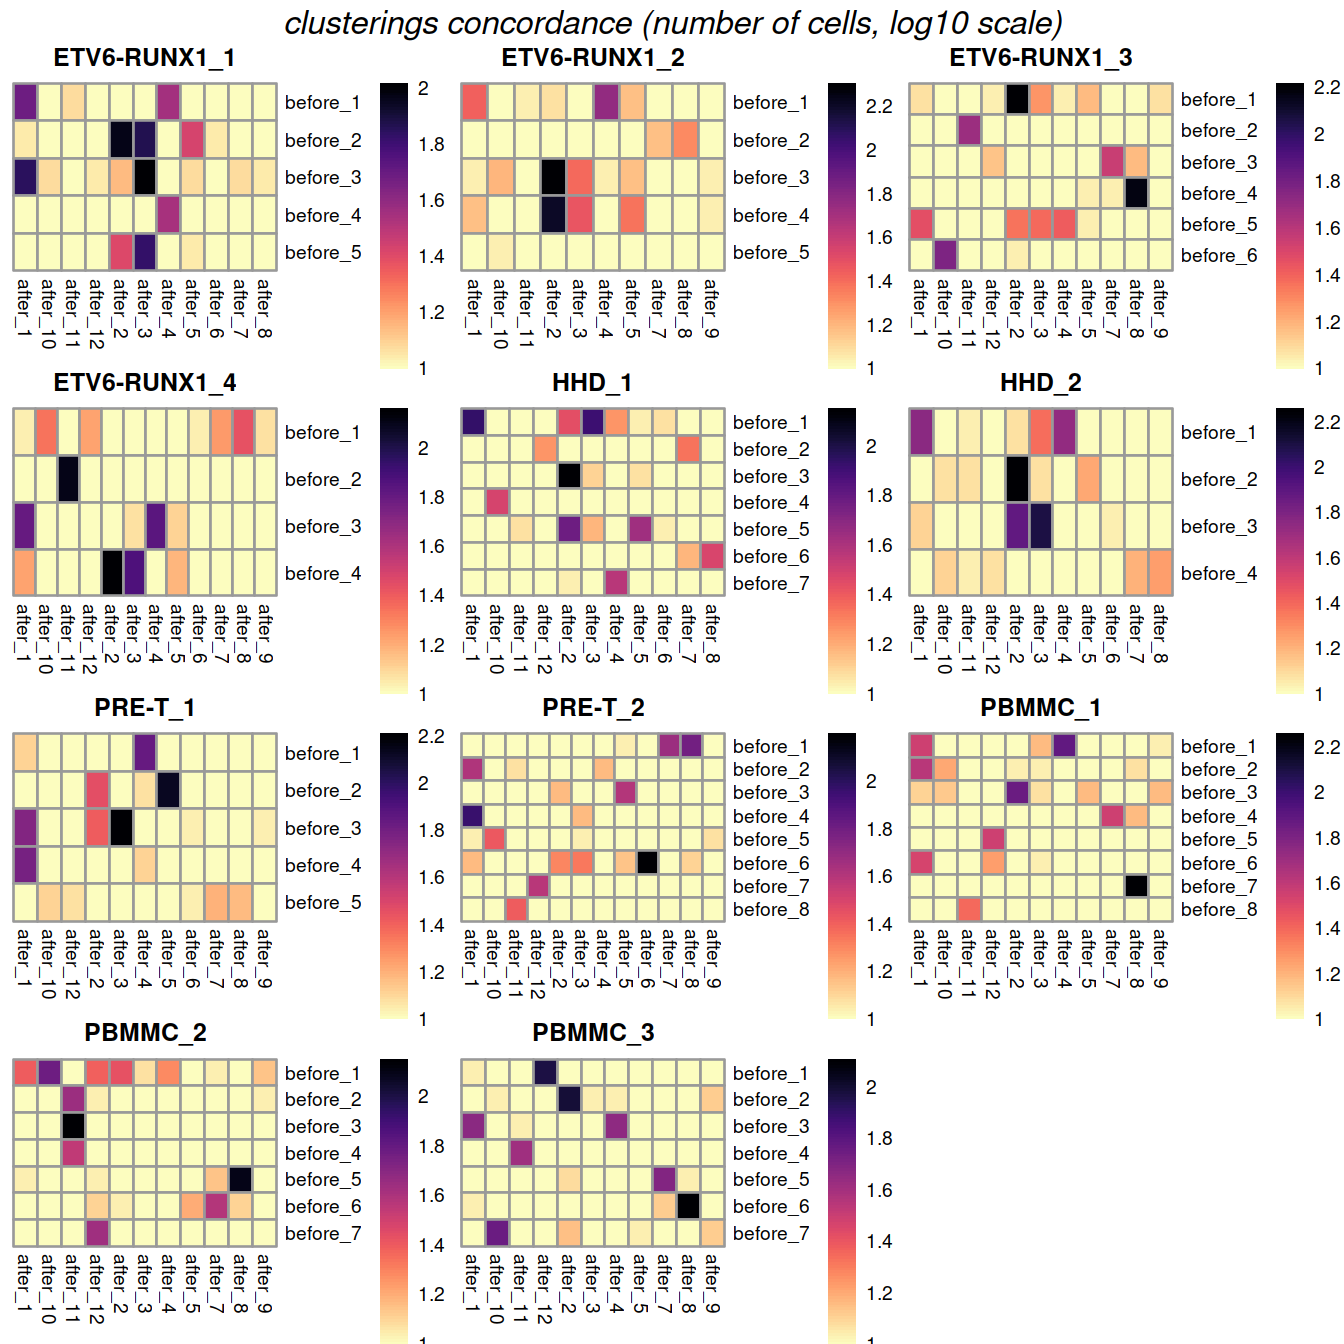 clusterings concordance (number of cells, log10 scale)
ETV6-RUNX1_1
before_1
before_2
before_3
before_4
before_5
after_1
after_10
after_11
after_12
after_2
after_3
after_4
after_5
after_6
after_7
after_8
2
1.8
1.6
1.4
1.2
1
ETV6-RUNX1_2
before_1
before_2
before_3
before_4
before_5
after_1
after_10
after_11
after_2
after_3
after_4
after_5
after_7
after_8
after_9
2.2
2
1.8
1.6
1.4
1.2
1
ETV6-RUNX1_3
before_1
before_2
before_3
before_4
before_5
before_6
after_1
after_10
after_11
after_12
after_2
after_3
after_4
after_5
after_6
after_7
after_8
after_9
2.2
2
1.8
1.6
1.4
1.2
1
ETV6-RUNX1_4
before_1
before_2
before_3
before_4
after_1
after_10
after_11
after_12
after_2
after_3
after_4
after_5
after_6
after_7
after_8
after_9
2
1.8
1.6
1.4
1.2
1
HHD_1
before_1
before_2
before_3
before_4
before_5
before_6
before_7
after_1
after_10
after_11
after_12
after_2
after_3
after_4
after_5
after_6
after_7
after_8
2
1.8
1.6
1.4
1.2
1
HHD_2
before_1
before_2
before_3
before_4
after_1
after_10
after_11
after_12
after_2
after_3
after_4
after_5
after_6
after_7
after_8
2.2
2
1.8
1.6
1.4
1.2
1
PRE-T_1
before_1
before_2
before_3
before_4
before_5
after_1
after_10
after_12
after_2
after_3
after_4
after_5
after_6
after_7
after_8
after_9
2.2
2
1.8
1.6
1.4
1.2
1
PRE-T_2
before_1
before_2
before_3
before_4
before_5
before_6
before_7
before_8
after_1
after_10
after_11
after_12
after_2
after_3
after_4
after_5
after_6
after_7
after_8
after_9
2
1.8
1.6
1.4
1.2
1
PBMMC_1
before_1
before_2
before_3
before_4
before_5
before_6
before_7
before_8
after_1
after_10
after_11
after_12
after_2
after_3
after_4
after_5
after_6
after_7
after_8
after_9
2.2
2
1.8
1.6
1.4
1.2
1
PBMMC_2
before_1
before_2
before_3
before_4
before_5
before_6
before_7
after_1
after_10
after_11
after_12
after_2
after_3
after_4
after_5
after_7
after_8
after_9
2
1.8
1.6
1.4
1.2
1
PBMMC_3
before_1
before_2
before_3
before_4
before_5
before_6
before_7
after_1
after_10
after_11
after_12
after_2
after_3
after_4
after_5
after_6
after_7
after_8
after_9
2
1.8
1.6
1.4
1.2
1